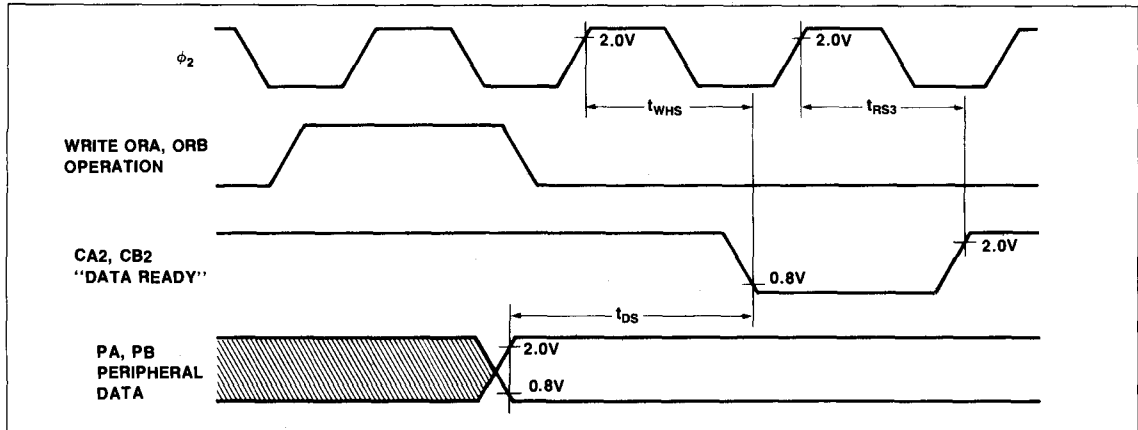 ϕ2
2.0V
2.0V
tWHS
tRS3
WRITE ORA, ORB
OPERATION
CA2, CB2
"DATA READY"
2.0V
0.8V
tDS
PA, PB
PERIPHERAL
DATA
2.0V
0.8V